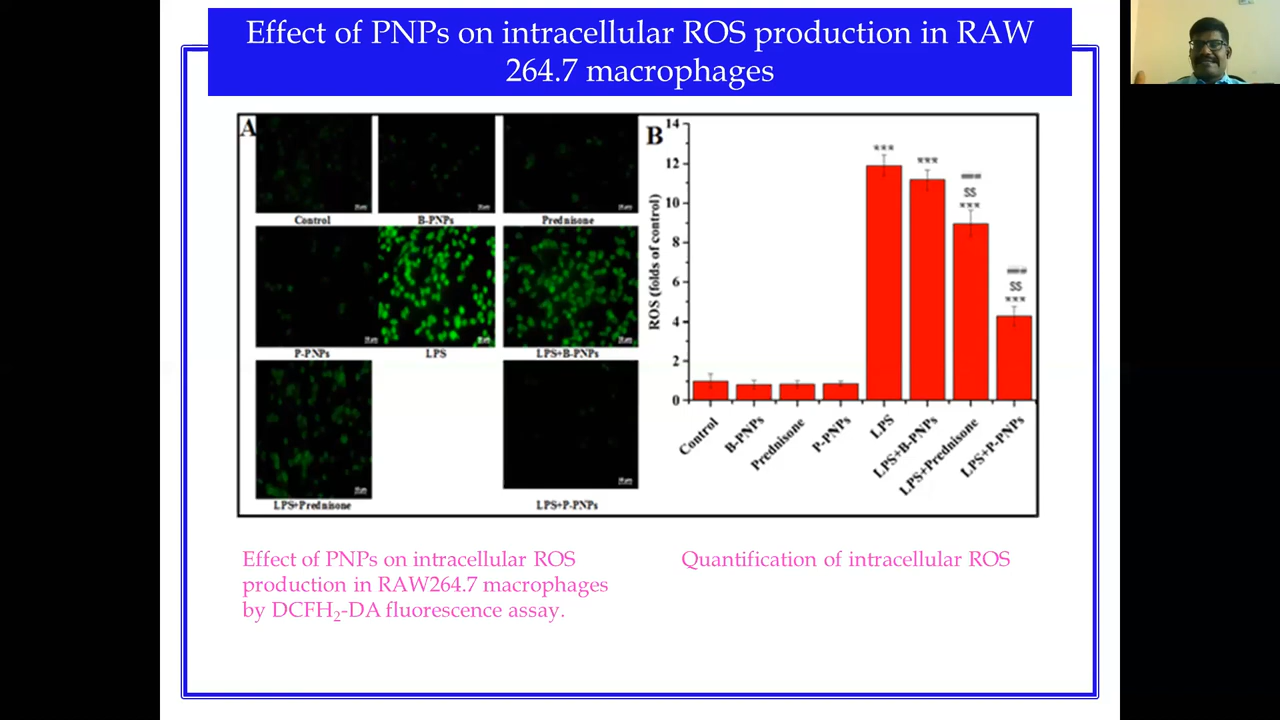 Effect of PNPs on intracellular ROS production in RAW
264.7 macrophages
A
Control
B-PNPs
Prednisone
P-PNPs
LPS
LPS+B-PNPs
LPS+Prednisone
LPS+P-PNPs
B
ROS (folds of control)
14
12
10
8
6
4
2
0
***
***
###
$$
***
###
$$
***
Control
B-PNPs
Prednisone
P-PNPs
LPS
LPS+B-PNPs
LPS+Prednisone
LPS+P-PNPs
Effect of PNPs on intracellular ROS
production in RAW264.7 macrophages
by DCFH₂-DA fluorescence assay.
Quantification of intracellular ROS